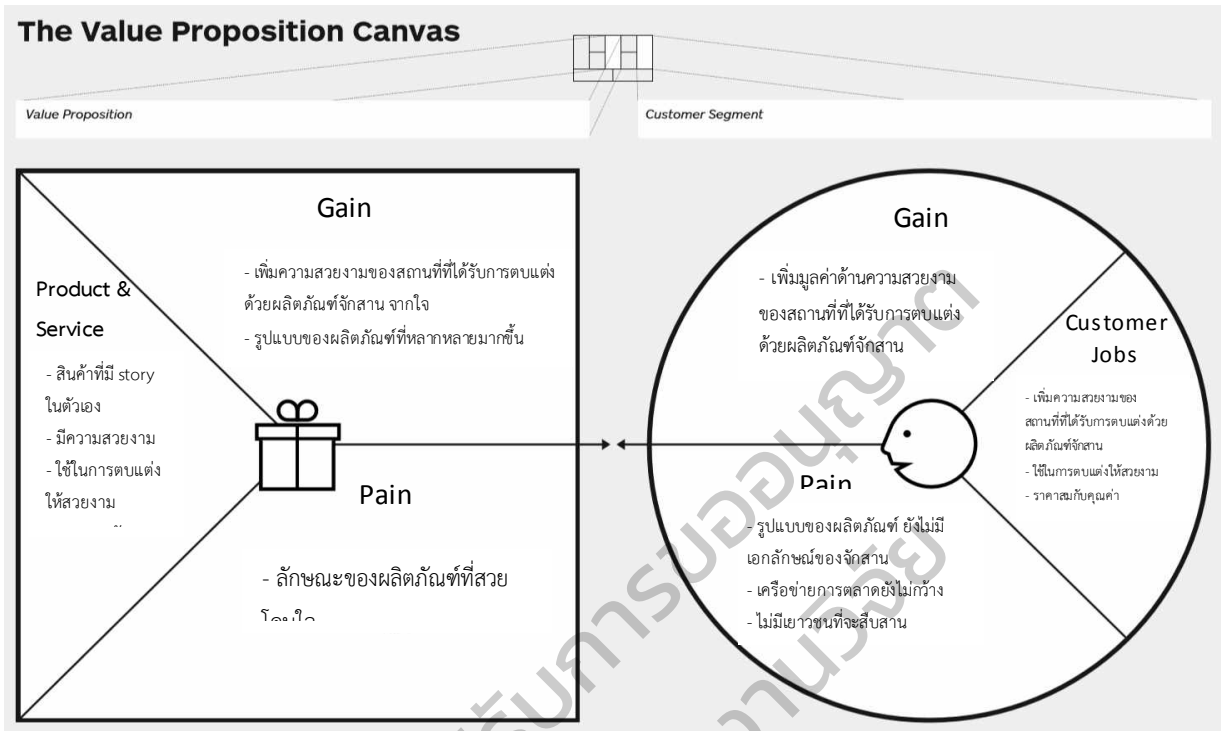 The Value Proposition Canvas
Value Proposition
Customer Segment
Gain
- เพิ่มความสวยงามของสถานที่ที่ได้รับการตบแต่ง
ด้วยผลิตภัณฑ์จักสาน จากใจ
- รูปแบบของผลิตภัณฑ์ที่หลากหลายมากขึ้น
Product &
Service
- สินค้าที่มี story
ในตัวเอง
- มีความสวยงาม
- ใช้ในการตบแต่ง
ให้สวยงาม
Pain
- ลักษณะของผลิตภัณฑ์ที่สวย
โดนใจ
Gain
- เพิ่มมูลค่าด้านความสวยงาม
ของสถานที่ที่ได้รับการตบแต่ง
ด้วยผลิตภัณฑ์จักสาน
Customer
Jobs
- เพิ่มความสวยงามของ
สถานที่ที่ได้รับการตบแต่งด้วย
ผลิตภัณฑ์จักสาน
- ใช้ในการตบแต่งให้สวยงาม
- ราคาสมกับคุณค่า
Pain
- รูปแบบของผลิตภัณฑ์ ยังไม่มี
เอกลักษณ์ของจักสาน
- เครือข่ายการตลาดยังไม่กว้าง
- ไม่มีเยาวชนที่จะสืบสาน